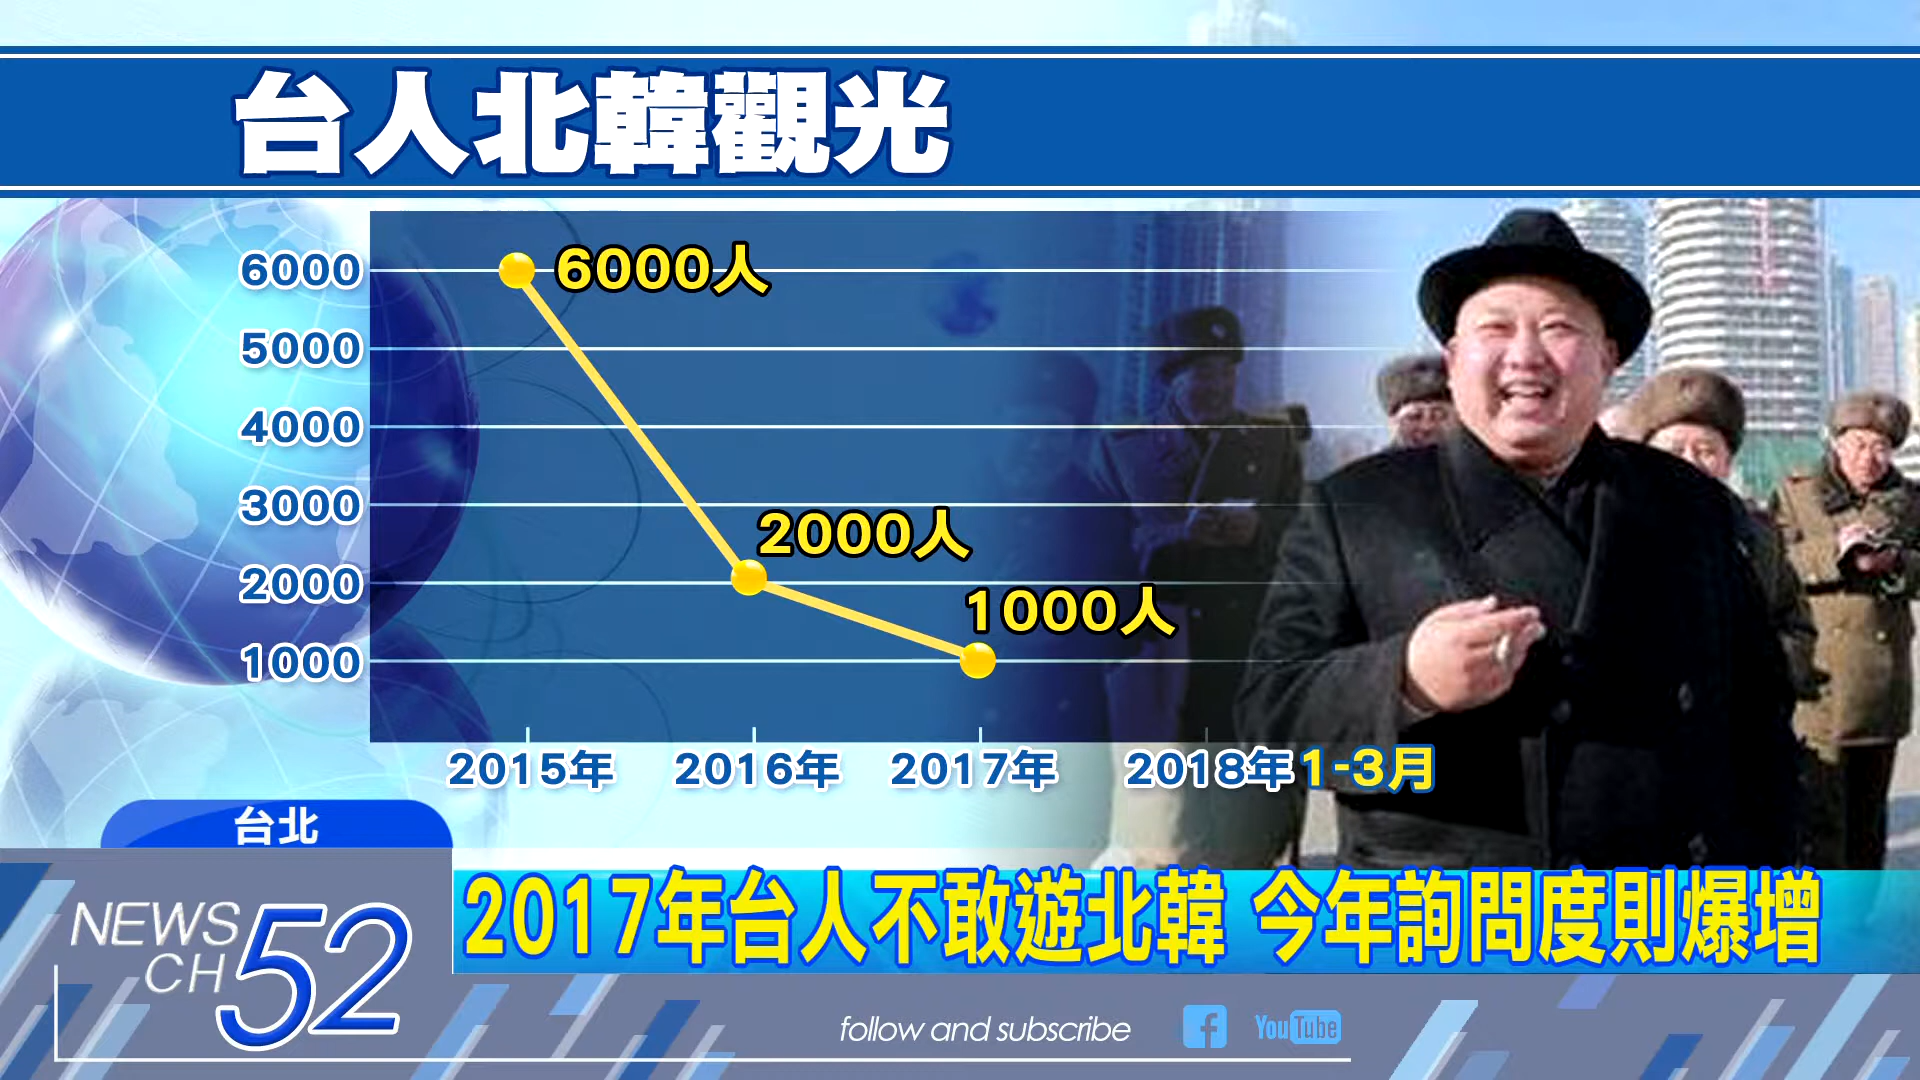 台人北韓觀光
6000
6000人
5000
4000
3000
2000人
2000
1000人
1000
2015年 2016年 2017年 2018年 1-3月
台北
2017年台人不敢遊北韓 今年詢問度則爆增
NEWS
CH 52
follow and subscribe
YouTube